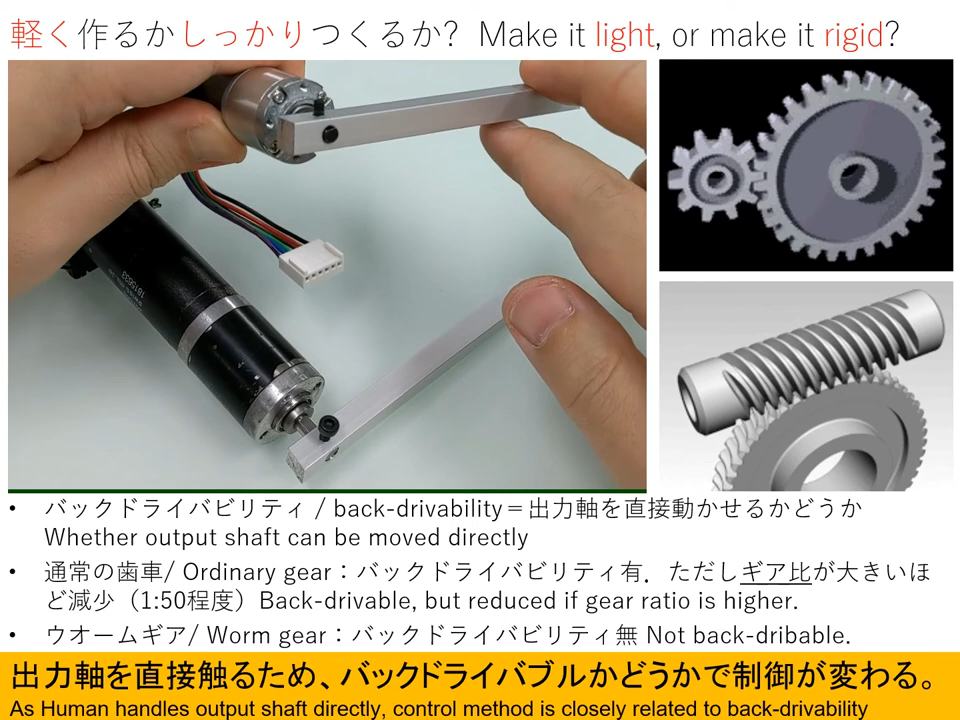 軽く作るかしっかりつくるか? Make it light, or make it rigid?
1815633
• バックドライバビリティ / back-drivability＝出力軸を直接動かせるかどうか
Whether output shaft can be moved directly
• 通常の歯車/ Ordinary gear：バックドライバビリティ有．ただしギア比が大きいほ
ど減少（1:50程度）Back-drivable, but reduced if gear ratio is higher.
• ウオームギア/ Worm gear：バックドライバビリティ無 Not back-dribable.
出力軸を直接触るため、バックドライバブルかどうかで制御が変わる。
As Human handles output shaft directly, control method is closely related to back-drivability